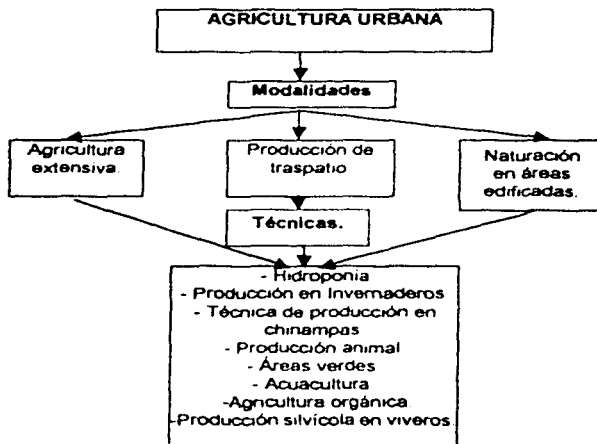 AGRICULTURA URBANA
Modalidades
Agricultura
extensiva.
Producción de
traspatio
Naturación
en áreas
edificadas.
Técnicas.
- Hidroponía
- Producción en Invernaderos
- Técnica de producción en
chinampas
- Producción animal
- Áreas verdes
- Acuacultura
-Agricultura orgánica
-Producción silvícola en viveros